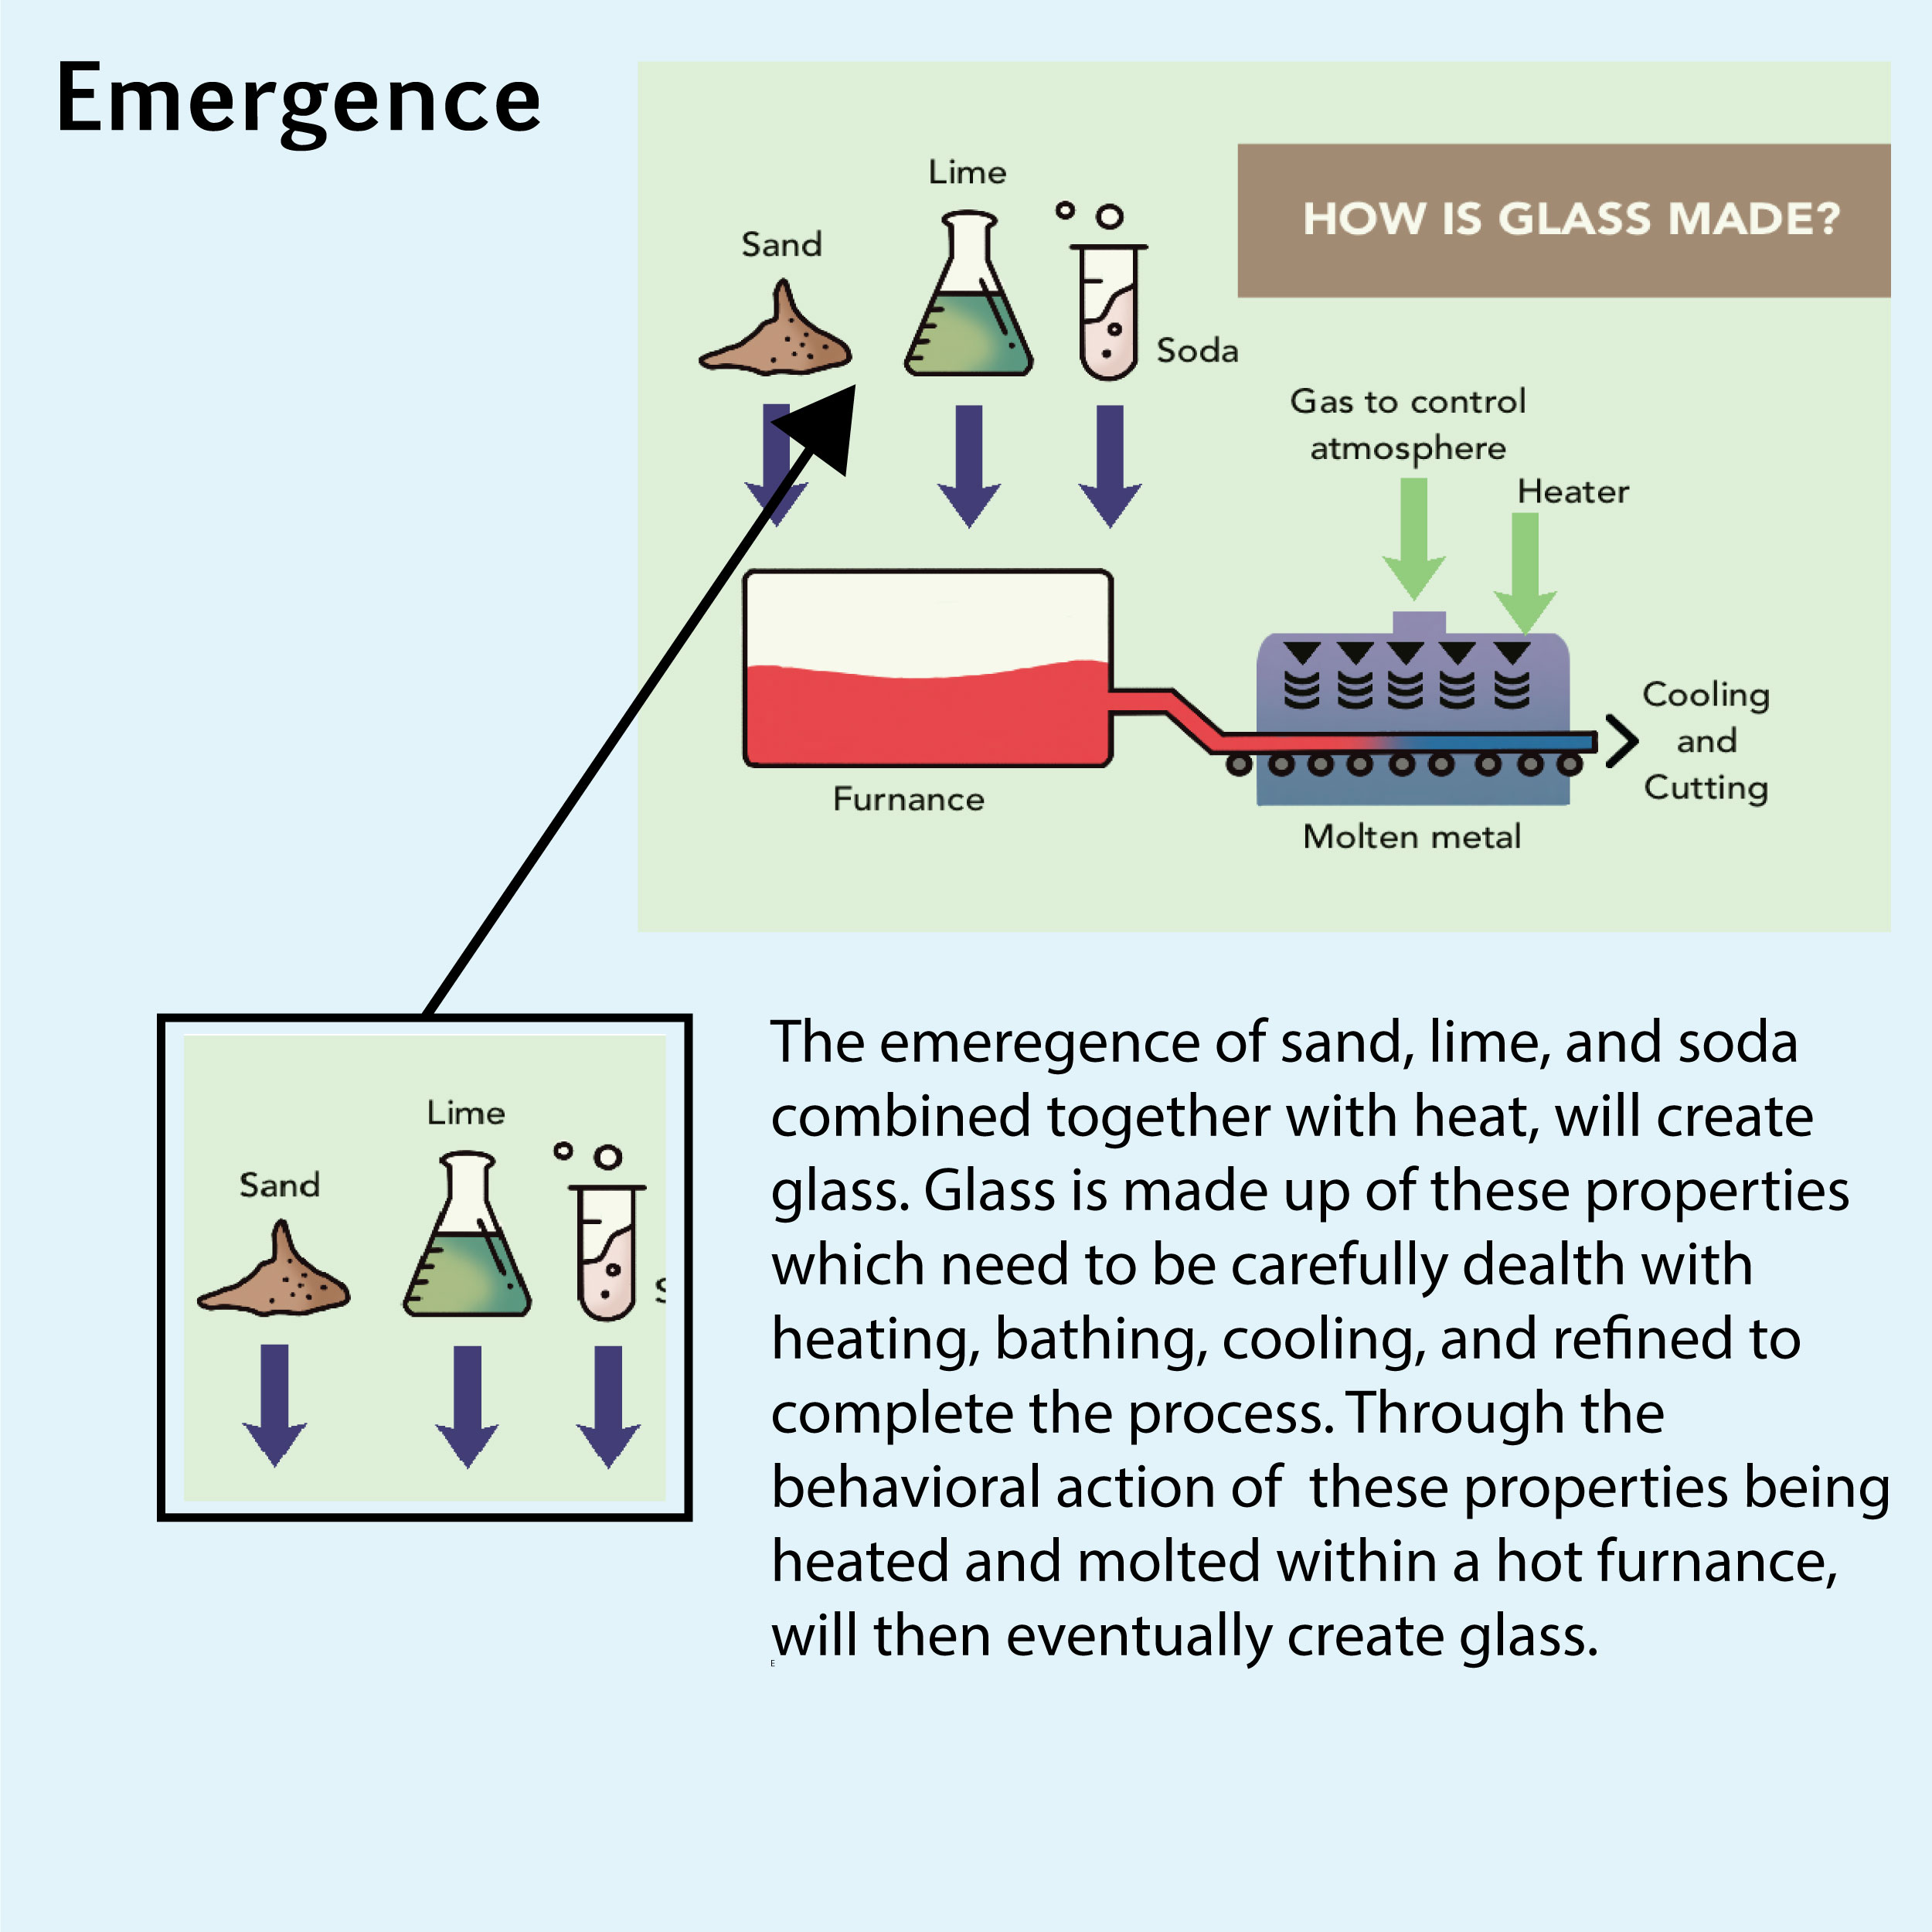 Emergence
HOW IS GLASS MADE?
Lime
Sand
Soda
Gas to control
atmosphere
Heater
Cooling
and
Cutting
Furnance
Molten metal
Lime
Sand
S
The emeregence of sand, lime, and soda
combined together with heat, will create
glass. Glass is made up of these properties
which need to be carefully dealth with
heating, bathing, cooling, and refined to
complete the process. Through the
behavioral action of  these properties being
heated and molted within a hot furnance,
will then eventually create glass.
E